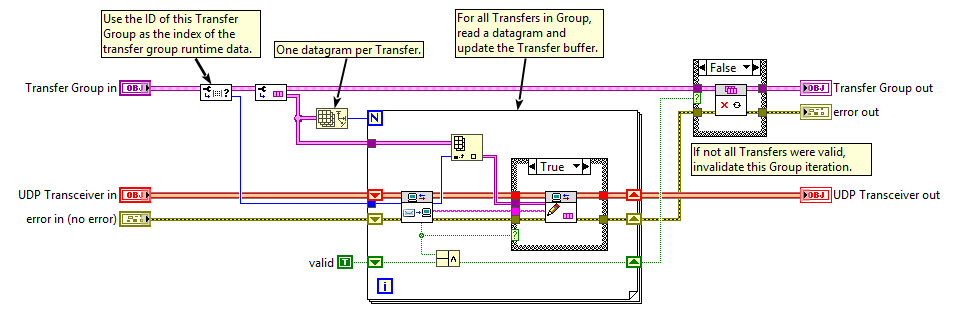 Use the ID of this Transfer
Group as the index of the
transfer group runtime data.
One datagram per Transfer.
For all Transfers in Group,
read a datagram and
update the Transfer buffer.
False
Transfer Group in
OBJ
?
?
Transfer Group out
OBJ
error out
N
If not all Transfers were valid,
invalidate this Group iteration.
True
UDP Transceiver in
OBJ
UDP Transceiver out
OBJ
error in (no error)
?
valid
T
i